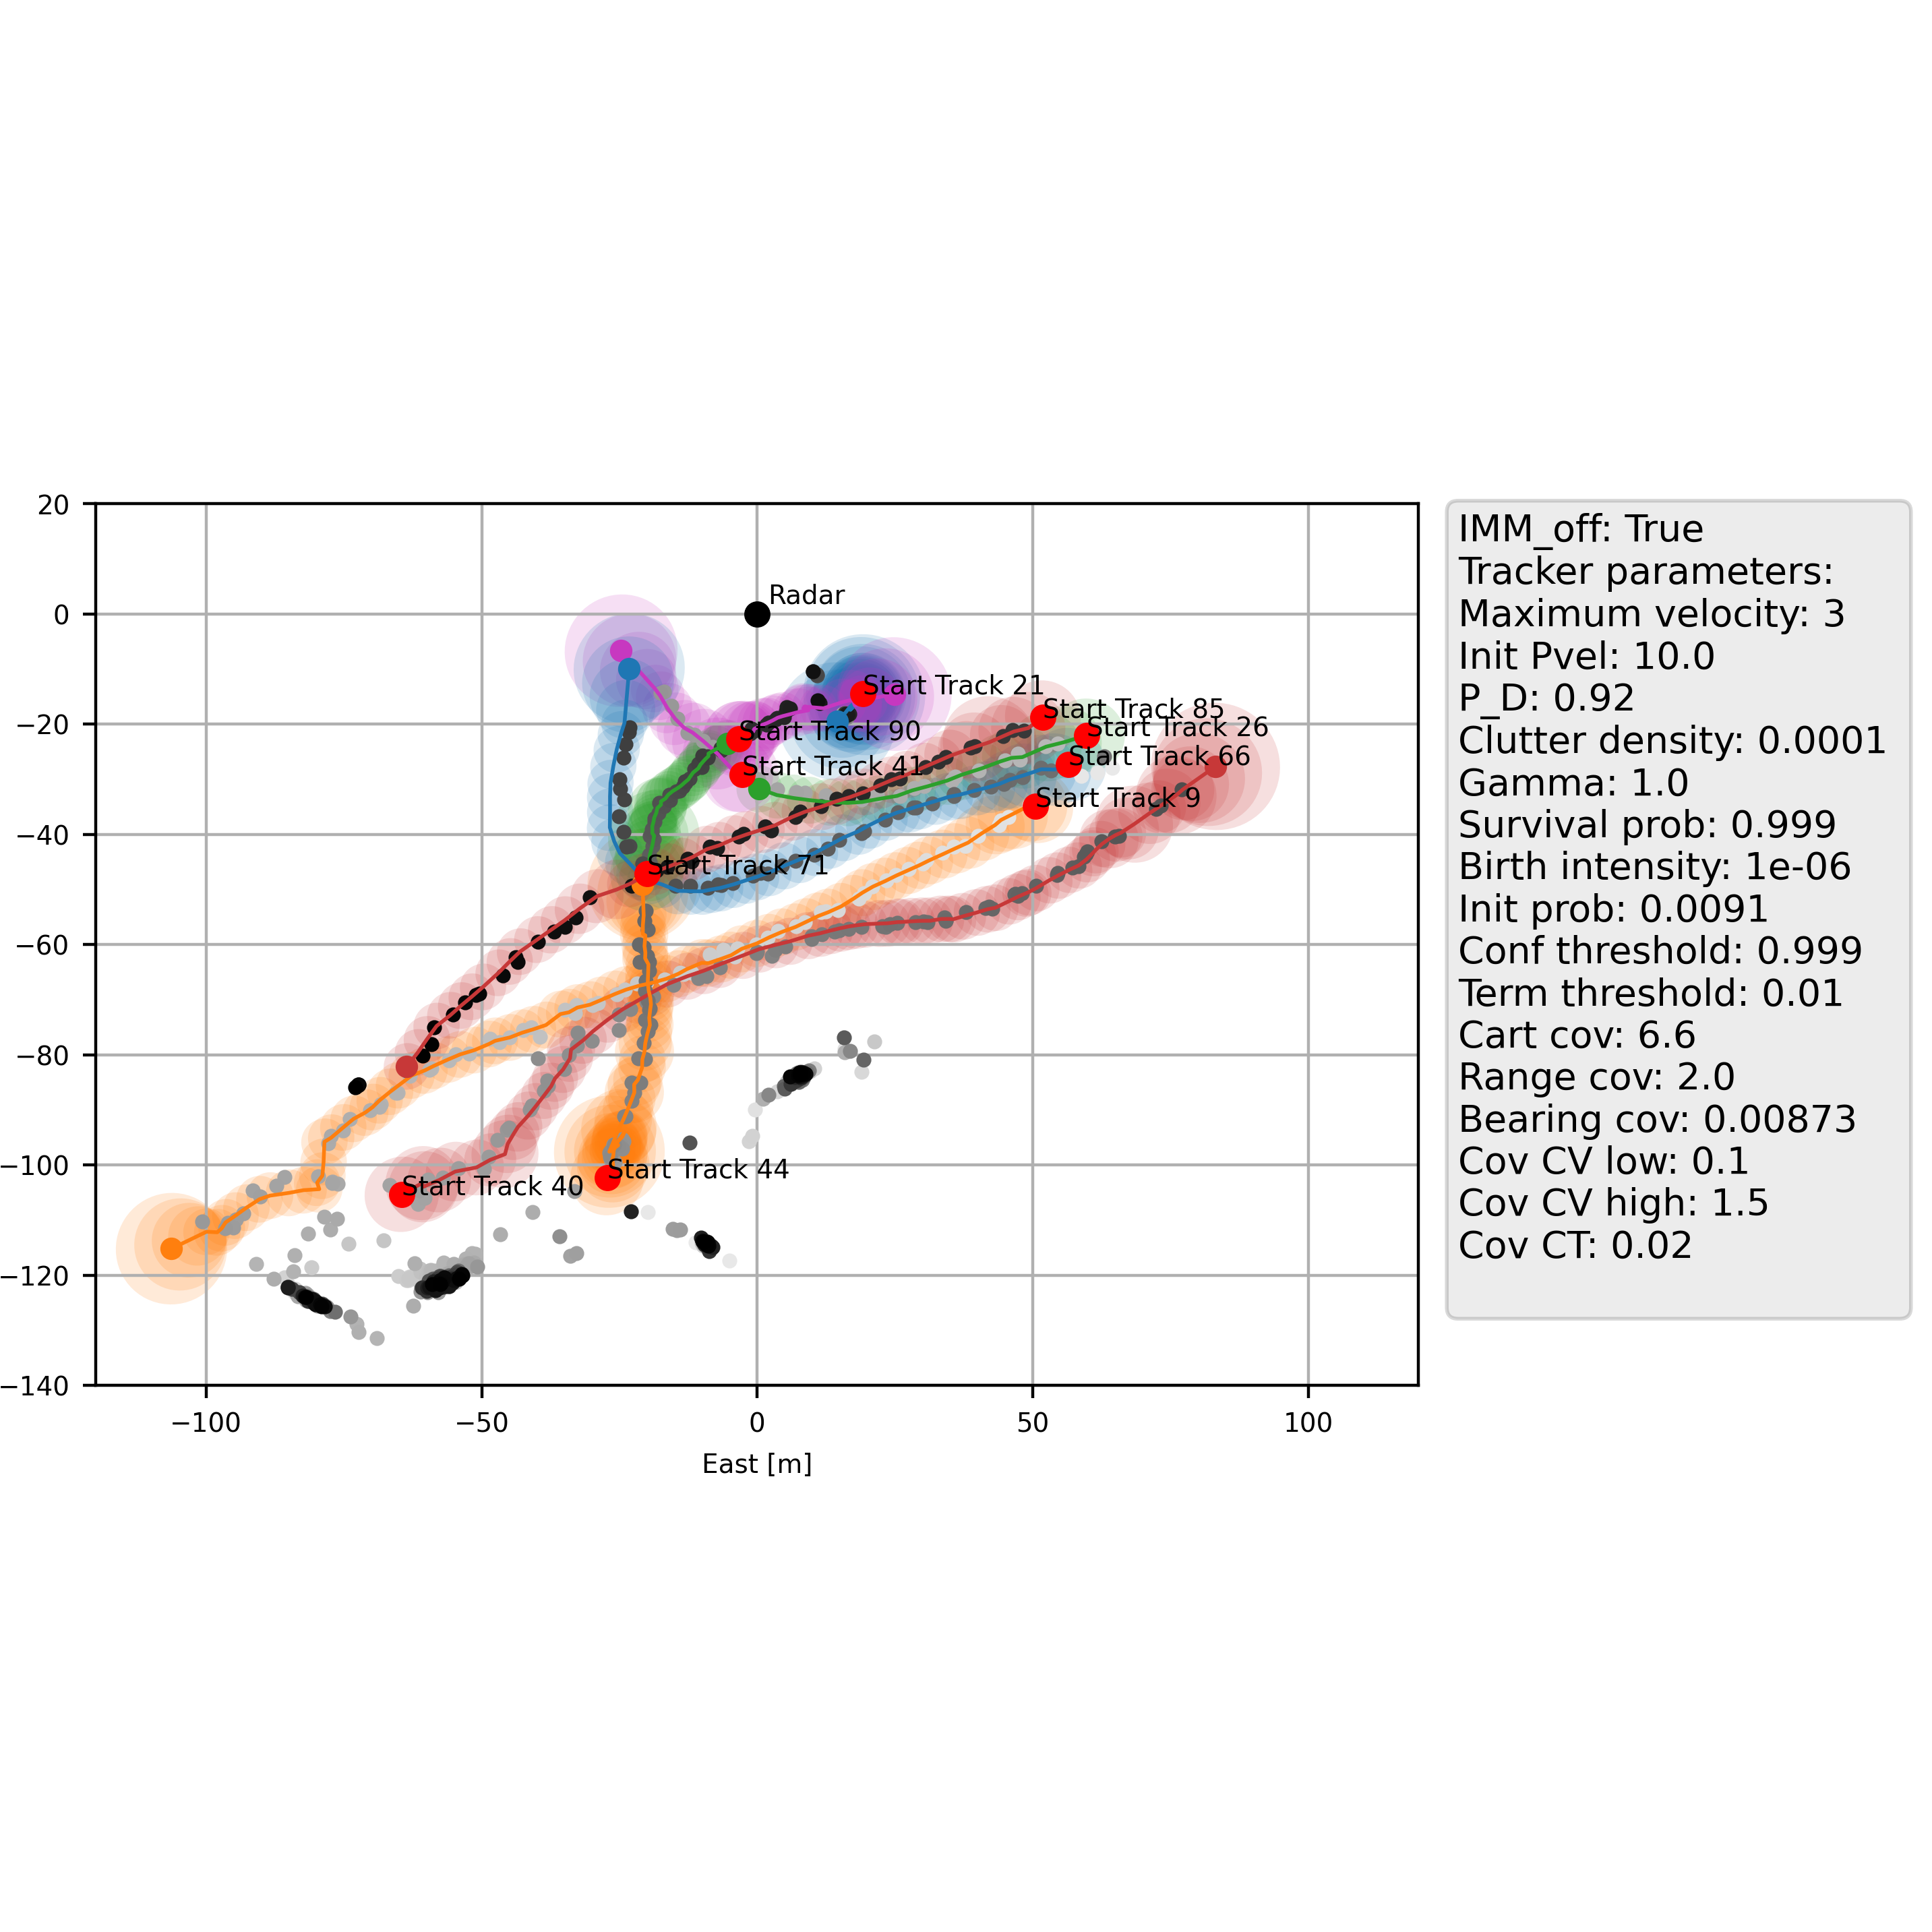 20
0
−20
−40
−60
−80
−100
−120
−140
−100
−50
0
50
100
East [m]
Radar
Start Track 21
Start Track 85
Start Track 26
Start Track 90
Start Track 66
Start Track 41
Start Track 9
Start Track 71
Start Track 44
Start Track 40
IMM_off: True
Tracker parameters:
Maximum velocity: 3
Init Pvel: 10.0
P_D: 0.92
Clutter density: 0.0001
Gamma: 1.0
Survival prob: 0.999
Birth intensity: 1e-06
Init prob: 0.0091
Conf threshold: 0.999
Term threshold: 0.01
Cart cov: 6.6
Range cov: 2.0
Bearing cov: 0.00873
Cov CV low: 0.1
Cov CV high: 1.5
Cov CT: 0.02